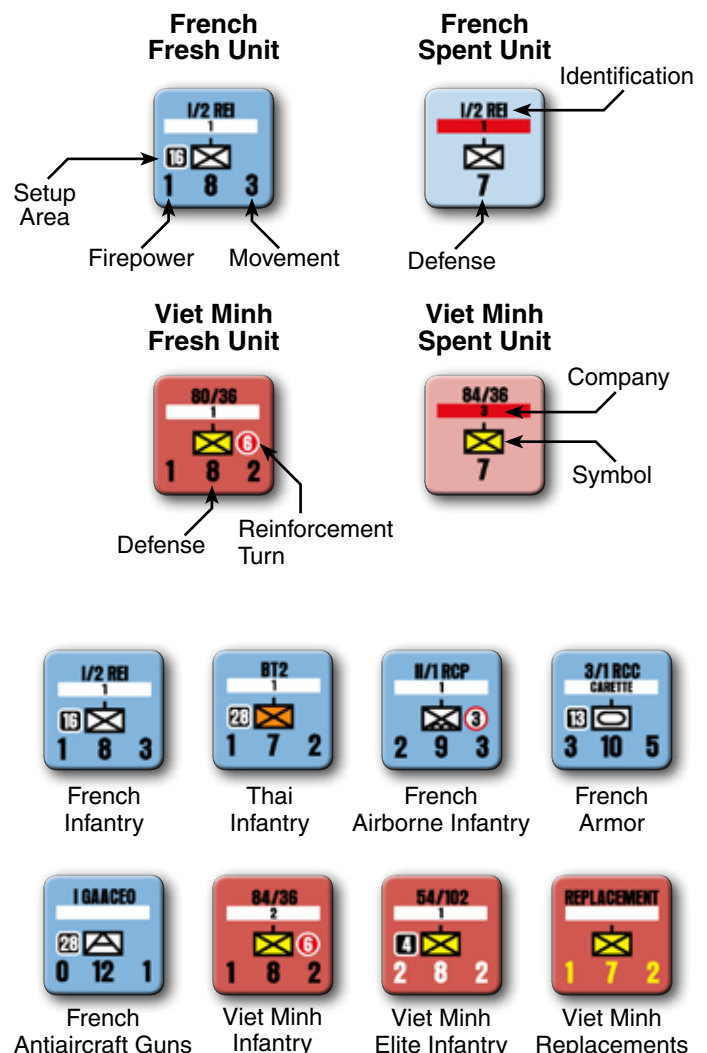 French
Fresh Unit
French
Spent Unit
Identification
I/2 REI
1
16
1 8 3
I/2 REI
1
7
Setup
Area
Firepower
Movement
Defense
Viet Minh
Fresh Unit
Viet Minh
Spent Unit
Company
80/36
1
6
1 8 2
84/36
3
7
Symbol
Defense
Reinforcement
Turn
I/2 REI
1
16
1 8 3
BT2
1
28
1 7 2
II/1 RCP
1
3
2 9 3
3/1 RCC
CARETTE
13
3 10 5
French
Infantry
Thai
Infantry
French
Airborne Infantry
French
Armor
I GAACEO
28
0 12 1
84/36
2
6
1 8 2
54/102
1
4
2 8 2
REPLACEMENT
1 7 2
French
Antiaircraft Guns
Viet Minh
Infantry
Viet Minh
Elite Infantry
Viet Minh
Replacements